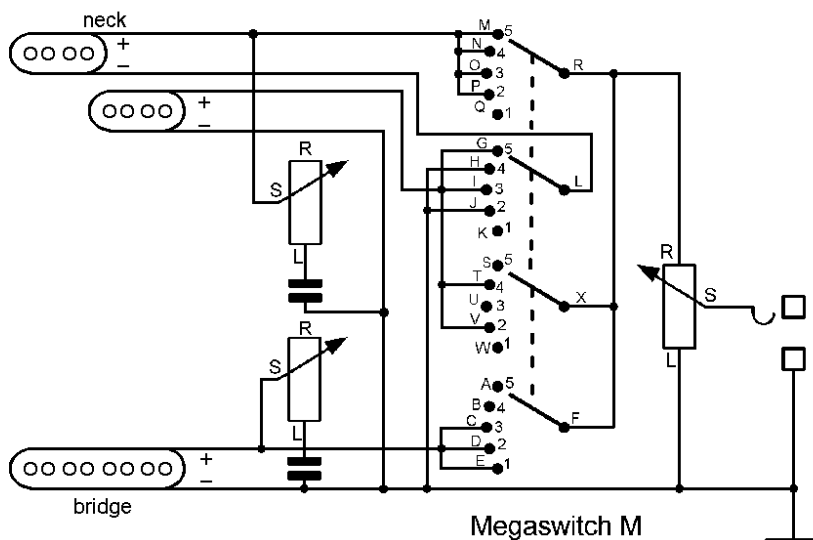 neck
+
−
+
−
M 5
N 4
O 3
P 2
Q 1
R
G 5
H 4
I 3
J 2
K 1
L
S 5
T 4
U 3
V 2
W 1
X
A 5
B 4
C 3
D 2
E 1
F
R
S
L
R
S
L
R
S
L
+
−
bridge
Megaswitch M